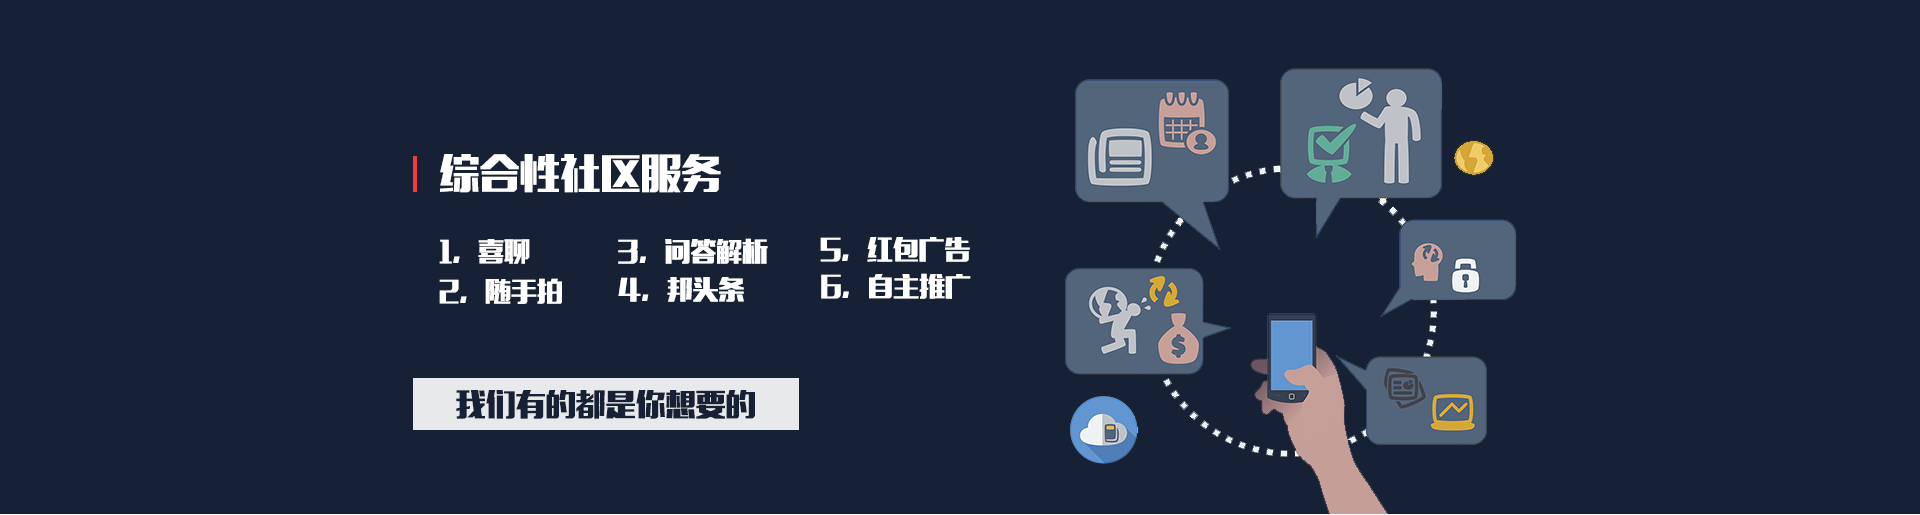 综合性社区服务
1，喜聊
2，随手拍
3，问答解析
4，邦头条
5，红包广告
6，自主推广
我们有的都是你想要的